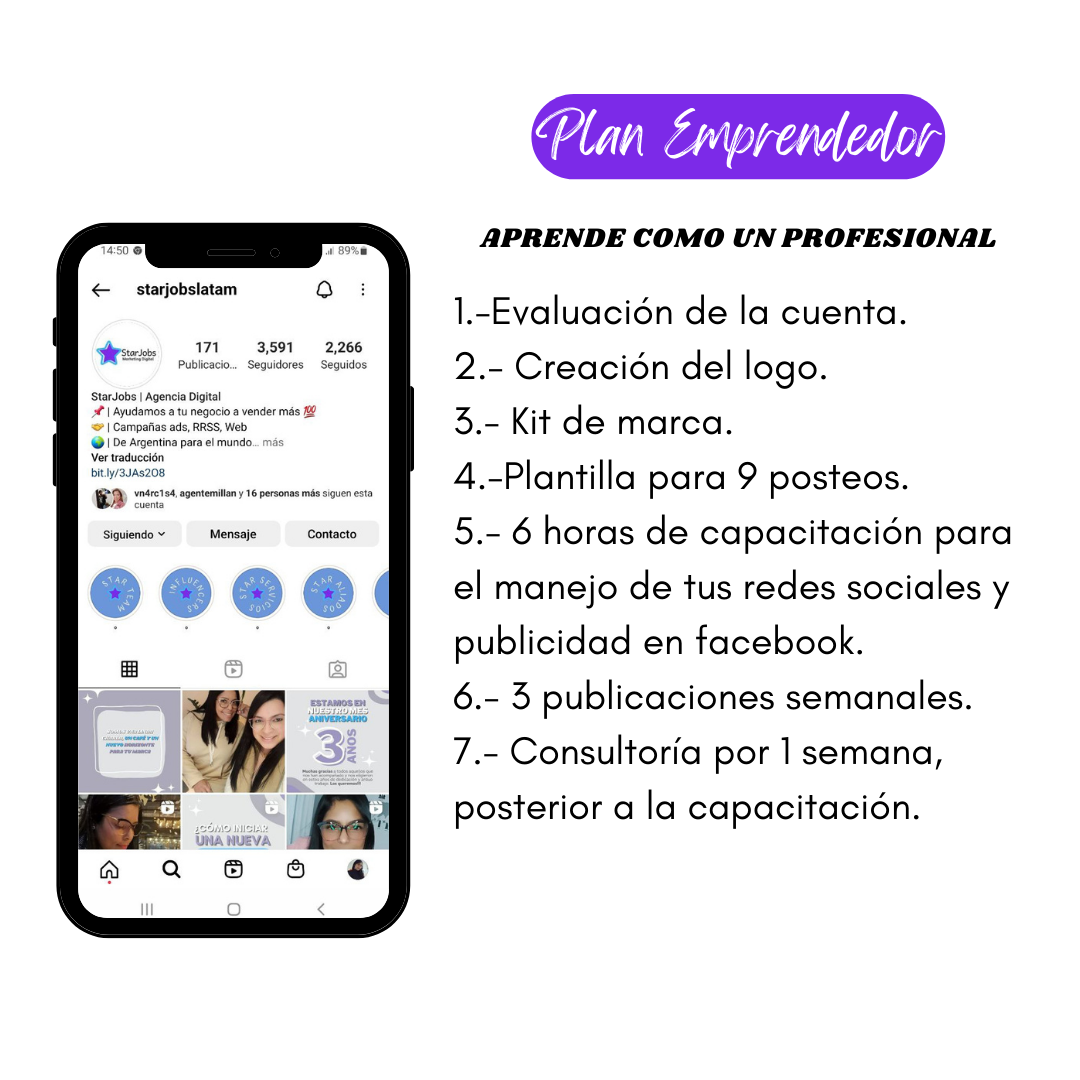 Plan Emprendedor
APRENDE COMO UN PROFESIONAL
1.-Evaluación de la cuenta.
2.- Creación del logo.
3.- Kit de marca.
4.-Plantilla para 9 posteos.
5.- 6 horas de capacitación para
el manejo de tus redes sociales y
publicidad en facebook.
6.- 3 publicaciones semanales.
7.- Consultoría por 1 semana,
posterior a la capacitación.
14:50
89%
starjobslatam
StarJobs
Marketing Digital
171 3,591 2,266
Publicacio... Seguidores Seguidos
StarJobs | Agencia Digital
📌 | Ayudamos a tu negocio a vender más 💯
🤝 | Campañas ads, RRSS, Web
🌎 | De Argentina para el mundo... más
Ver traducción
bit.ly/3JAs2O8
vn4rc1s4, agentemillan y 16 personas más siguen esta
cuenta
Siguiendo Mensaje Contacto
STAR TEAM
INFLUENCERS
STAR SERVICIOS
STAR ALIADOS
ESTAMOS EN
NUESTRO MES
ANIVERSARIO
3 AÑOS
¿CÓMO INICIAR
UNA NUEVA